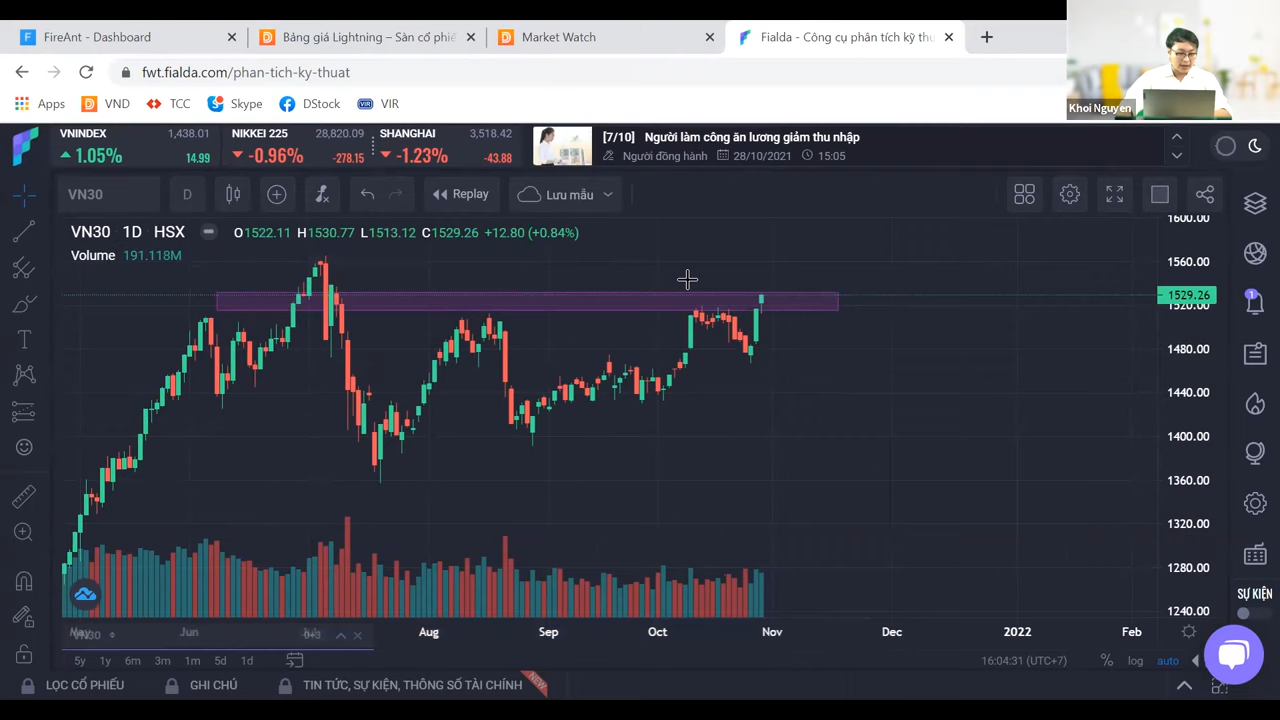 FireAnt - Dashboard
Bảng giá Lightning – Sàn cổ phiế
Market Watch
Fialda - Công cụ phân tích kỹ thu
fwt.fialda.com/phan-tich-ky-thuat
Khoi Nguyen
Apps
VND
TCC
Skype
DStock
VIR
VNINDEX 1,438.01
1.05% 14.99
NIKKEI 225 28,820.09
-0.96% -278.15
SHANGHAI 3,518.42
-1.23% -43.88
[7/10] Người làm công ăn lương giảm thu nhập
Người đồng hành 28/10/2021 15:05
VN30 D Replay Lưu mẫu
VN30 1D HSX O1522.11 H1530.77 L1513.12 C1529.26 +12.80 (+0.84%)
Volume 191.118M
1600.00
1560.00
1529.26
1520.00
1480.00
1440.00
1400.00
1360.00
1320.00
1280.00
1240.00
SỰ KIỆN
May Jun Jul Aug Sep Oct Nov Dec 2022 Feb
VN30 0+3
5y 1y 6m 3m 1m 5d 1d
16:04:31 (UTC+7) % log auto
LỌC CỔ PHIẾU GHI CHÚ TIN TỨC, SỰ KIỆN, THÔNG SỐ TÀI CHÍNH NEW